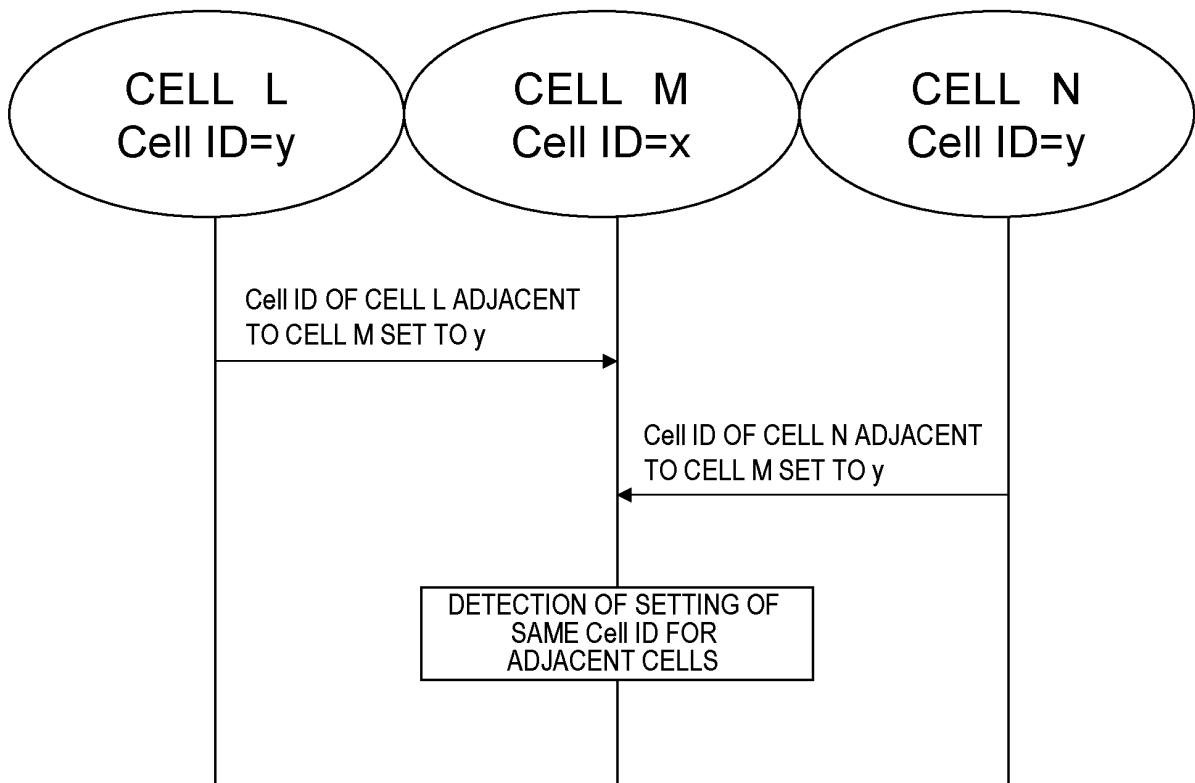 CELL L
Cell ID=y
CELL M
Cell ID=x
CELL N
Cell ID=y
Cell ID OF CELL L ADJACENT
TO CELL M SET TO y
Cell ID OF CELL N ADJACENT
TO CELL M SET TO y
DETECTION OF SETTING OF
SAME Cell ID FOR
ADJACENT CELLS